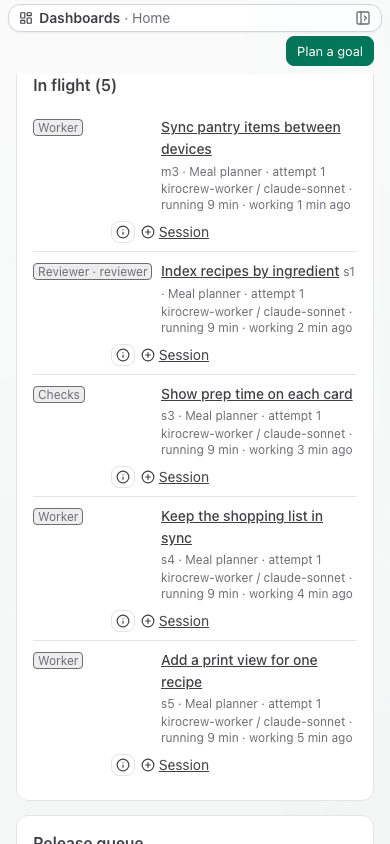 Dashboards · Home
Plan a goal
In flight (5)
Worker
Sync pantry items between
devices
m3 · Meal planner · attempt 1
kirocrew-worker / claude-sonnet ·
running 9 min · working 1 min ago
Session
Reviewer · reviewer
Index recipes by ingredient s1
· Meal planner · attempt 1
kirocrew-worker / claude-sonnet ·
running 9 min · working 2 min ago
Session
Checks
Show prep time on each card
s3 · Meal planner · attempt 1
kirocrew-worker / claude-sonnet ·
running 9 min · working 3 min ago
Session
Worker
Keep the shopping list in
sync
s4 · Meal planner · attempt 1
kirocrew-worker / claude-sonnet ·
running 9 min · working 4 min ago
Session
Worker
Add a print view for one
recipe
s5 · Meal planner · attempt 1
kirocrew-worker / claude-sonnet ·
running 9 min · working 5 min ago
Session
Release queue